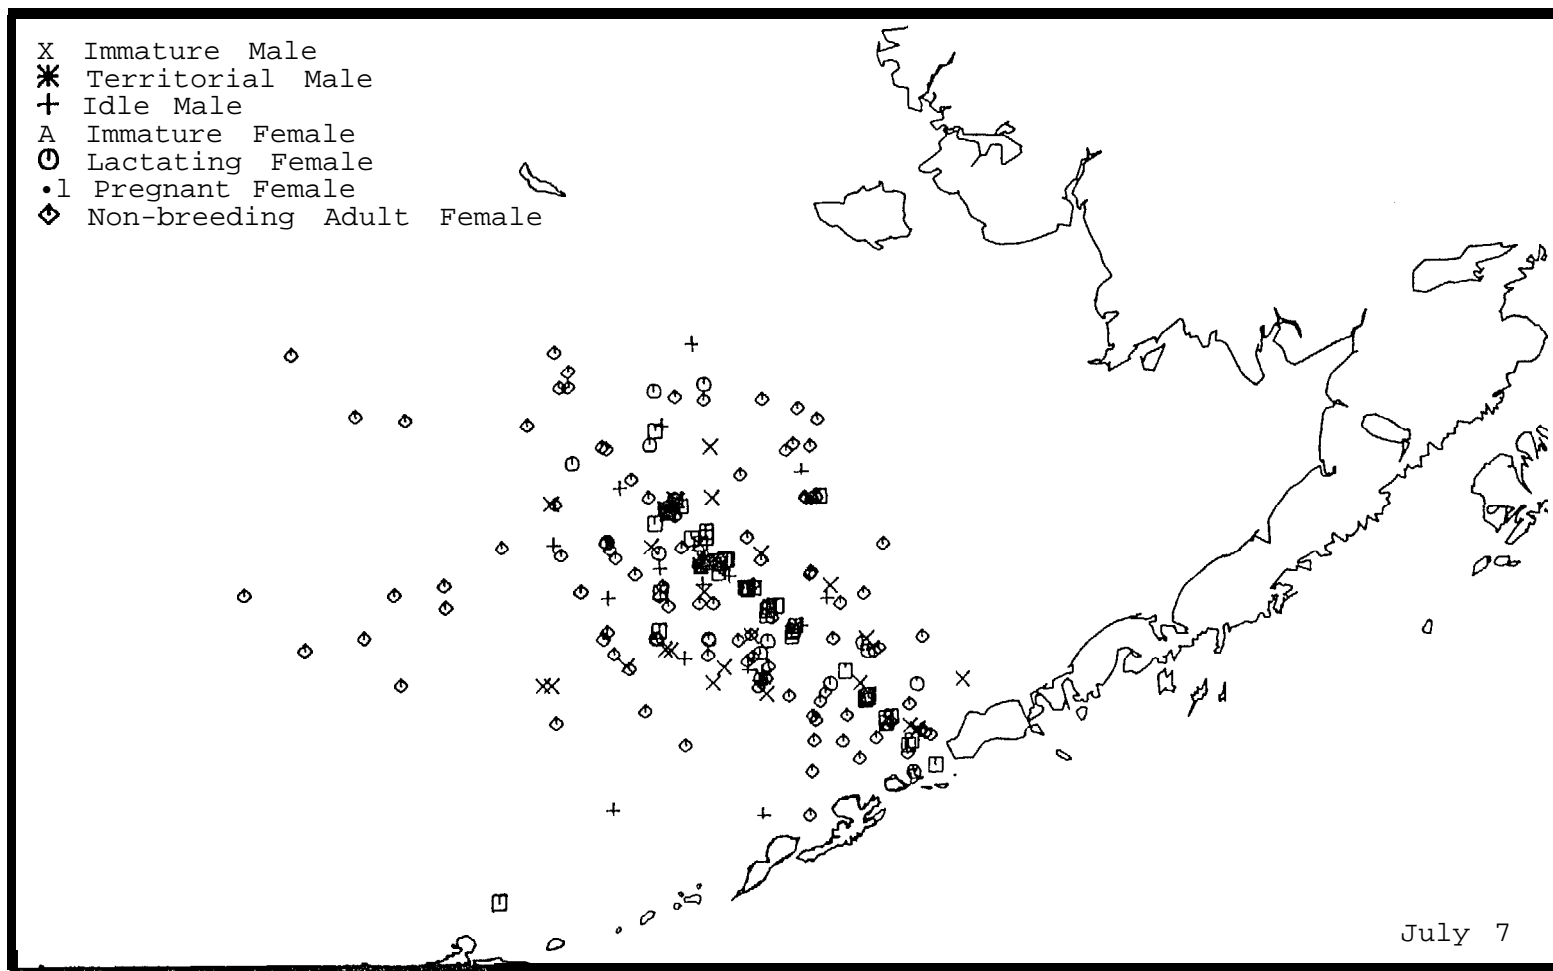 X Immature Male
Territorial Male
+ Idle Male
A Immature Female
Lactating Female
•l Pregnant Female
Non-breeding Adult Female
July 7